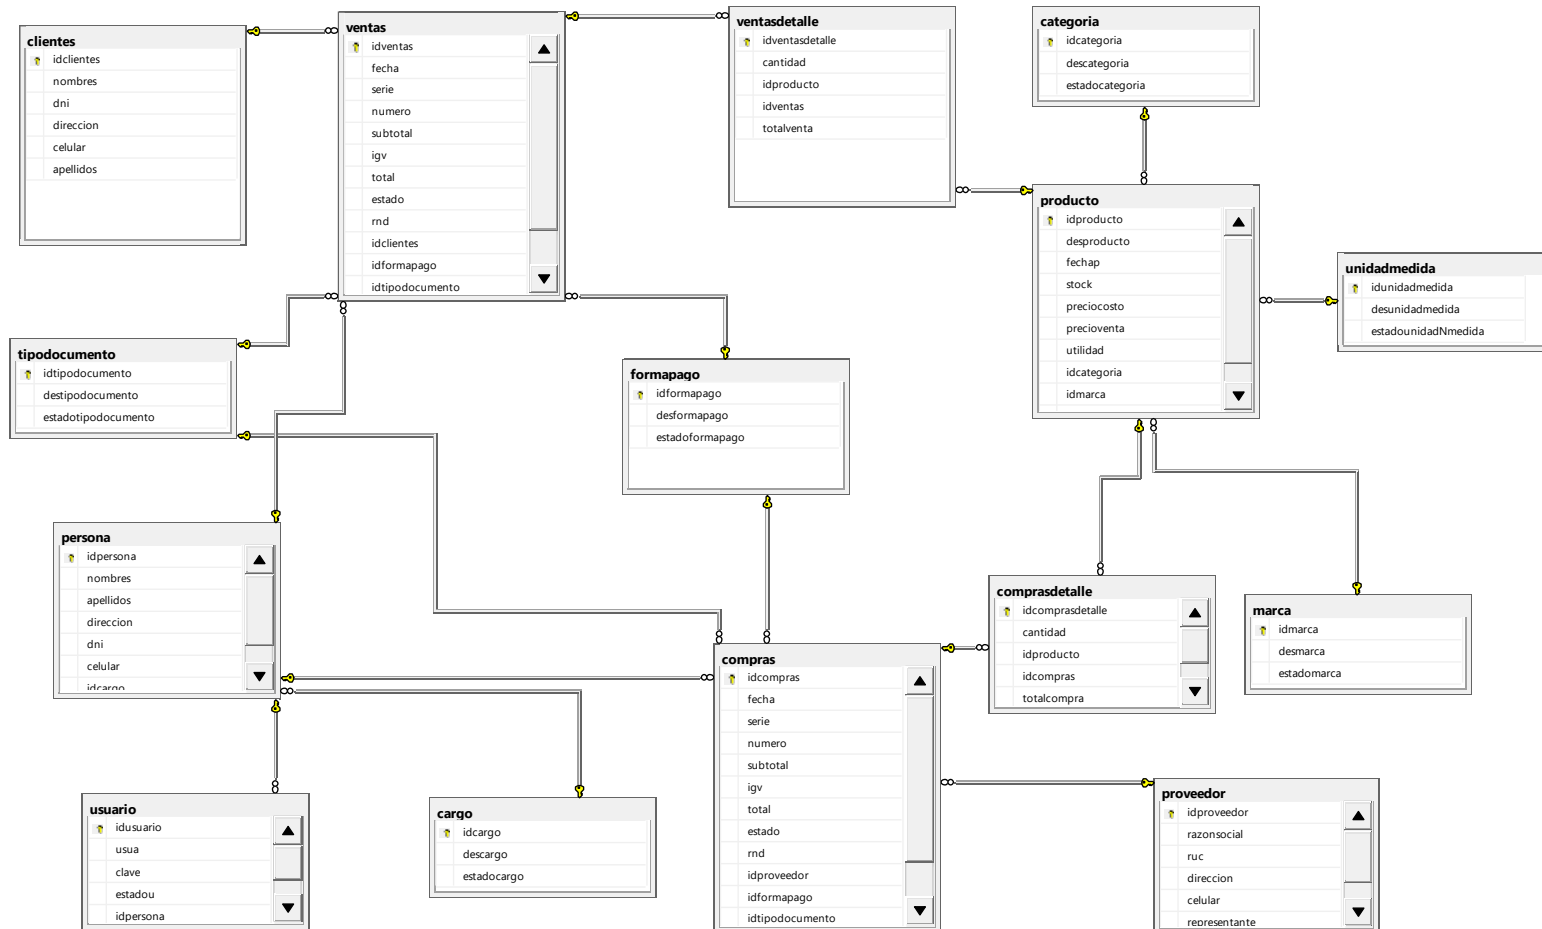 clientes
idclientes
nombres
dni
direccion
celular
apellidos
ventas
idventas
fecha
serie
numero
subtotal
igv
total
estado
rnd
idclientes
idformapago
idtipodocumento
ventasdetalle
idventasdetalle
cantidad
idproducto
idventas
totalventa
categoria
idcategoria
descategoria
estadocategoria
producto
idproducto
desproducto
fechap
stock
preciocosto
precioventa
utilidad
idcategoria
idmarca
unidadmedida
idunidadmedida
desunidadmedida
estadounidadNmedida
tipodocumento
idtipodocumento
destipodocumento
estadotipodocumento
formapago
idformapago
desformapago
estadoformapago
persona
idpersona
nombres
apellidos
direccion
dni
celular
idcargo
comprasdetalle
idcomprasdetalle
cantidad
idproducto
idcompras
totalcompra
marca
idmarca
desmarca
estadomarca
compras
idcompras
fecha
serie
numero
subtotal
igv
total
estado
rnd
idproveedor
idformapago
idtipodocumento
usuario
idusuario
usua
clave
estadou
idpersona
cargo
idcargo
descargo
estadocargo
proveedor
idproveedor
razonsocial
ruc
direccion
celular
representante